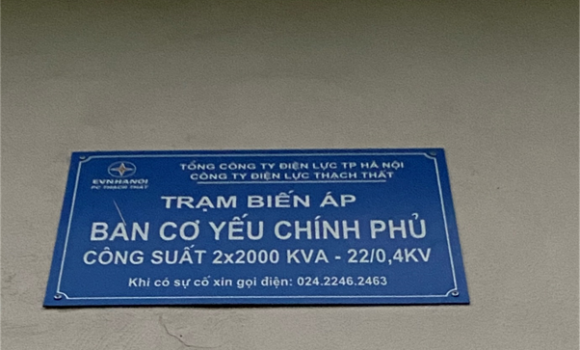 EVNHANOI
PC THẠCH THẤT
TỔNG CÔNG TY ĐIỆN LỰC TP HÀ NỘI
CÔNG TY ĐIỆN LỰC THẠCH THẤT
TRẠM BIẾN ÁP
BAN CƠ YẾU CHÍNH PHỦ
CÔNG SUẤT 2x2000 KVA - 22/0,4KV
Khi có sự cố xin gọi điện: 024.2246.2463